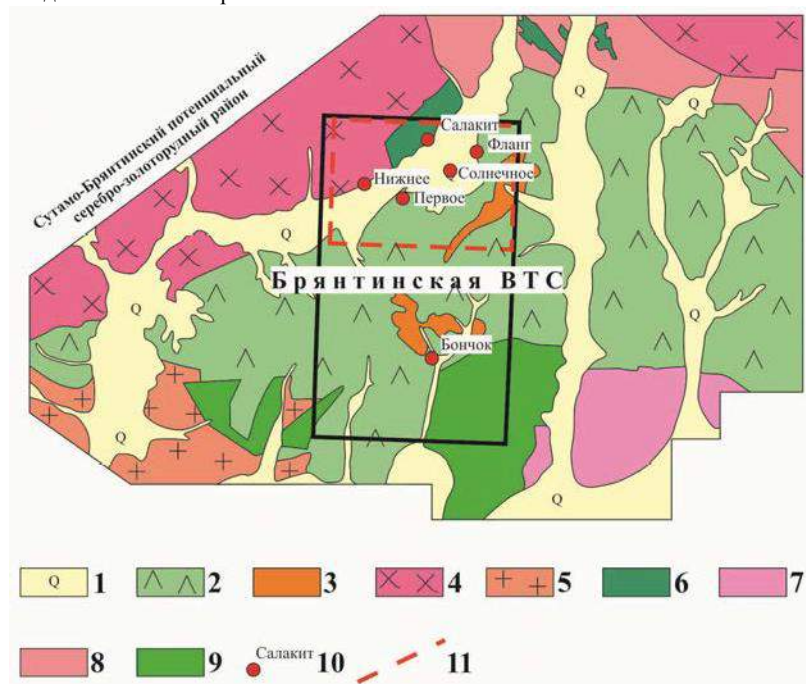 Сутамо-Брянтинский потенциальный
серебро-золоторудный район
Q
Q
Q
Салакит
Фланг
Солнечное
Нижнее
Первое
Q
Брянтинская ВТС
Q
Q
Бончок
Q
Q
Q 1
2
3
4
5
6
7
8
9
Салакит 10
11